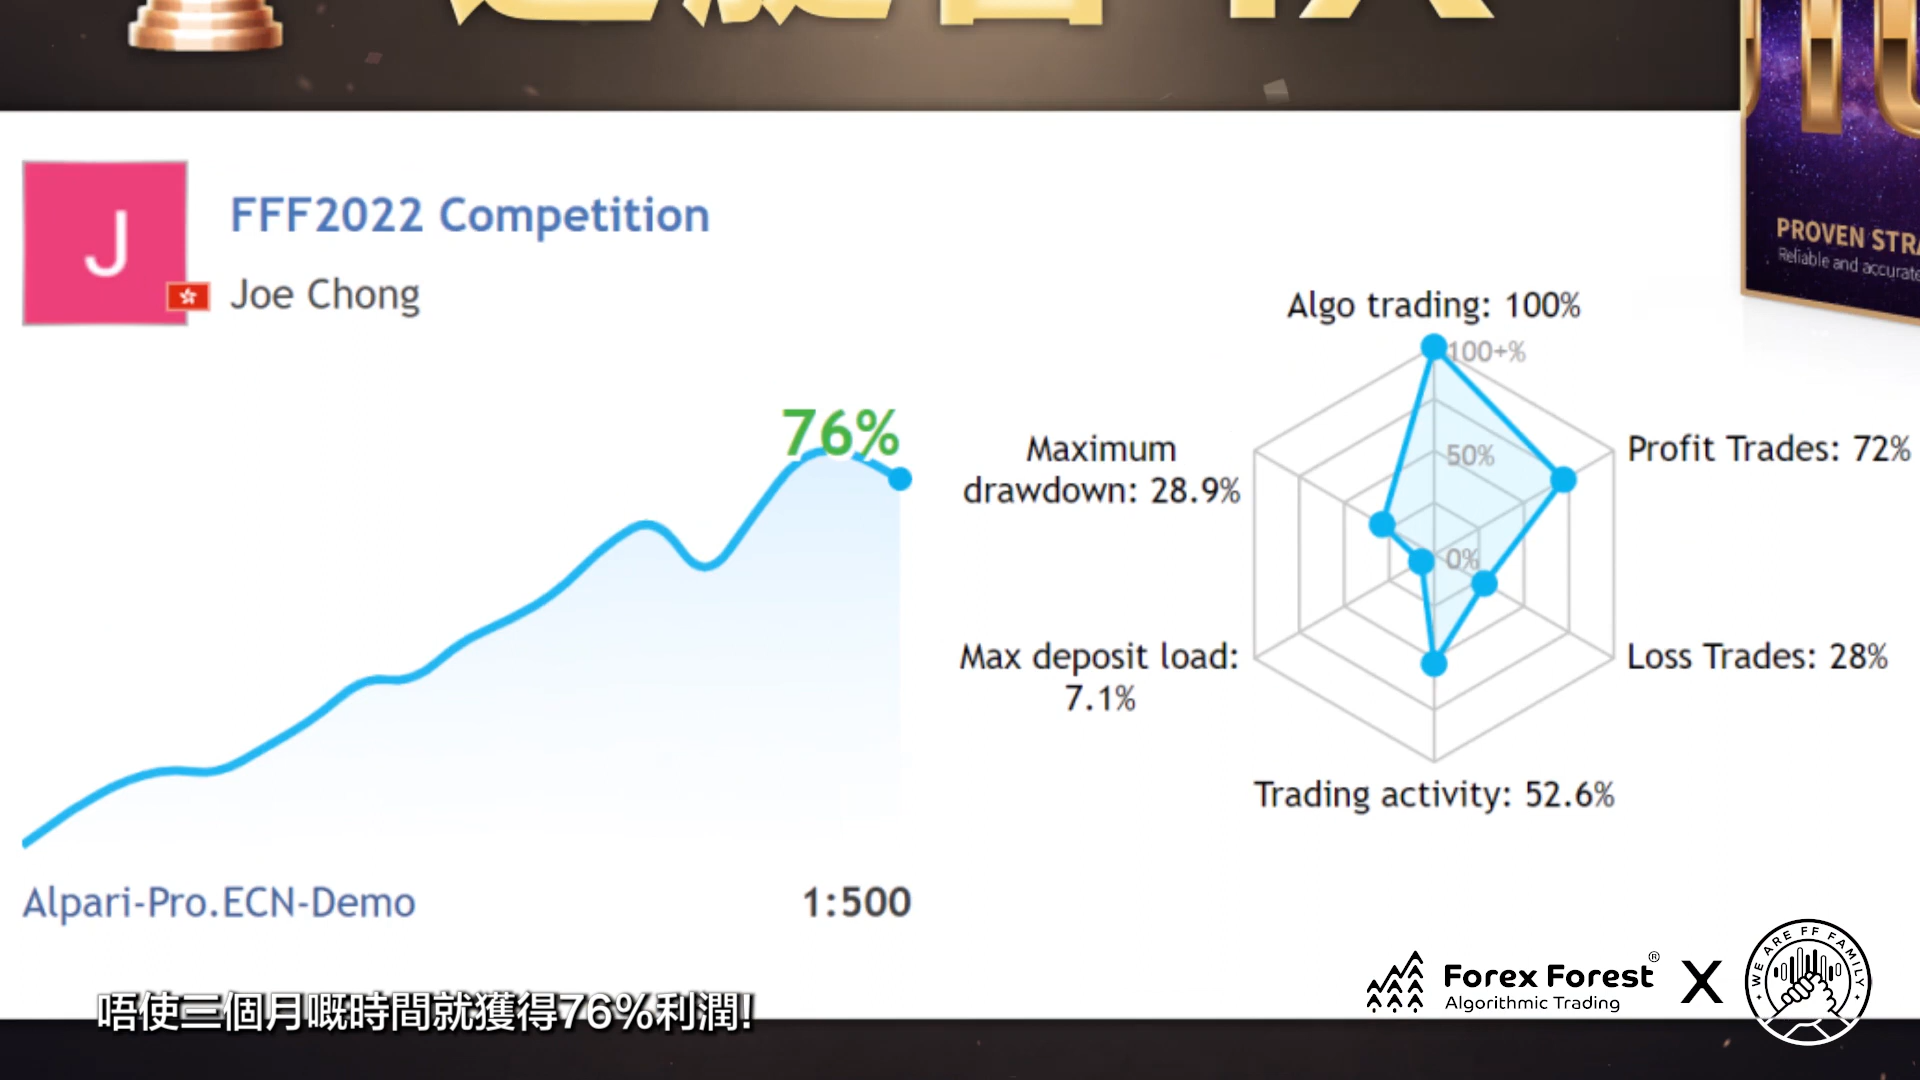 FFF2022 Competition
J
Joe Chong
PROVEN STRA
Reliable and accurate
Algo trading: 100%
100+%
76%
Maximum
drawdown: 28.9%
50%
Profit Trades: 72%
0%
Max deposit load:
7.1%
Loss Trades: 28%
Trading activity: 52.6%
Alpari-Pro.ECN-Demo
1:500
Forex Forest®
Algorithmic Trading
X
WE ARE FF FAMILY
唔使三個月嘅時間就獲得76%利潤!